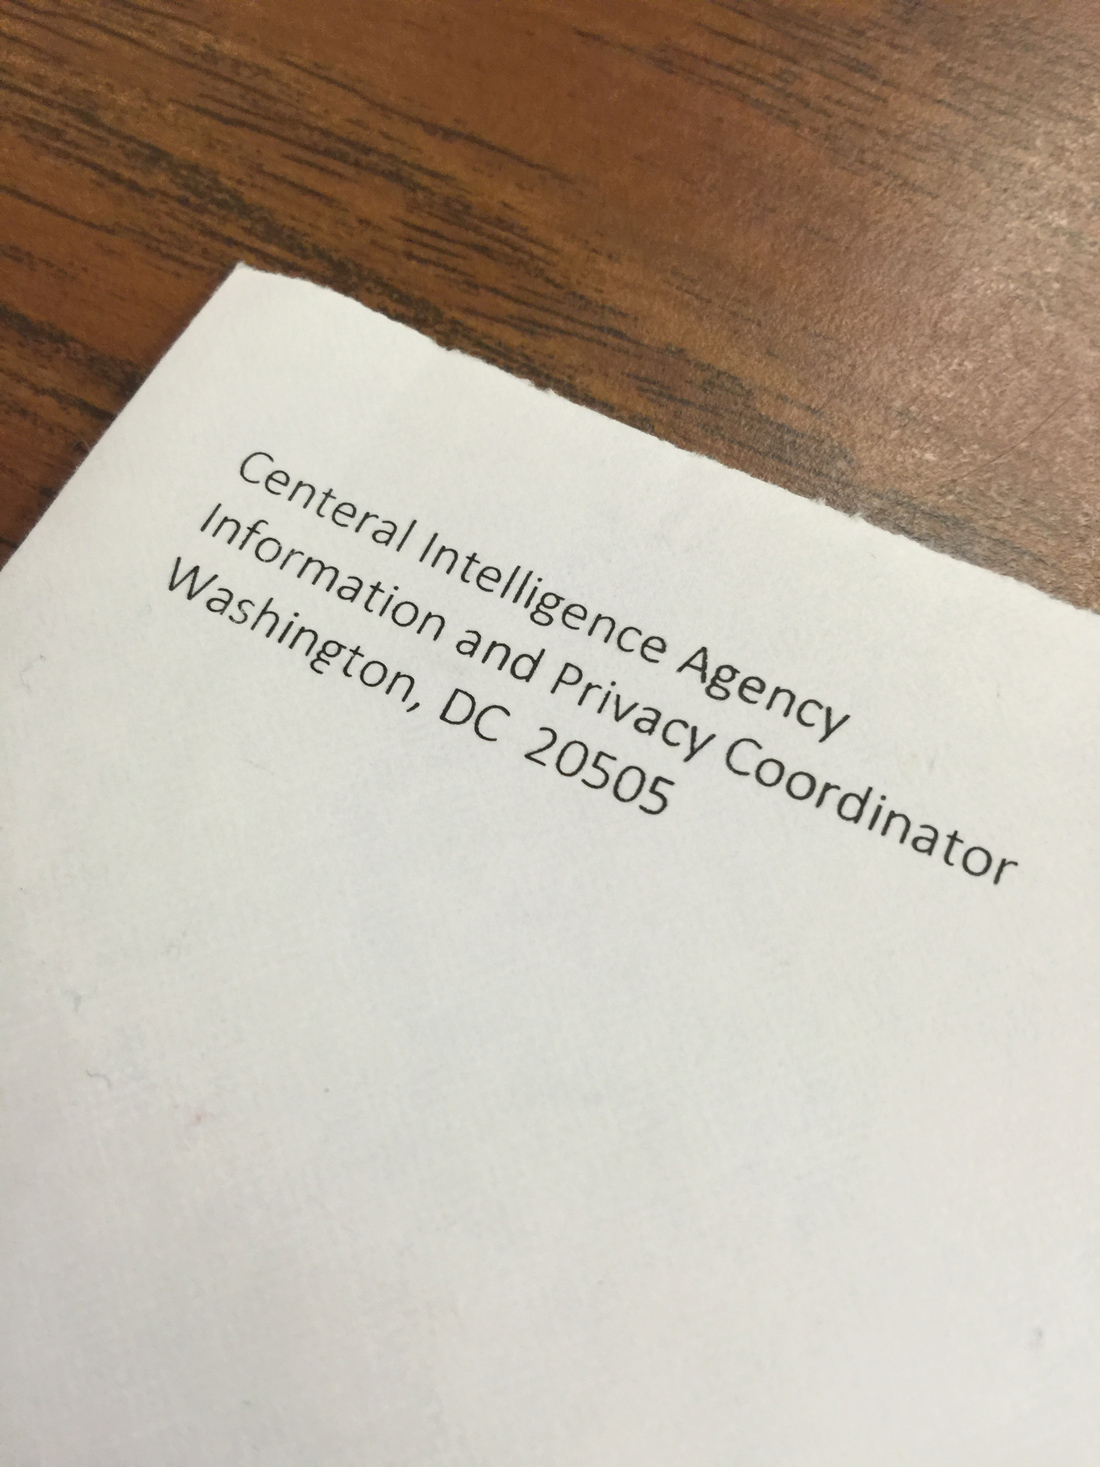 Centeral Intelligence Agency
Information and Privacy Coordinator
Washington, DC  20505